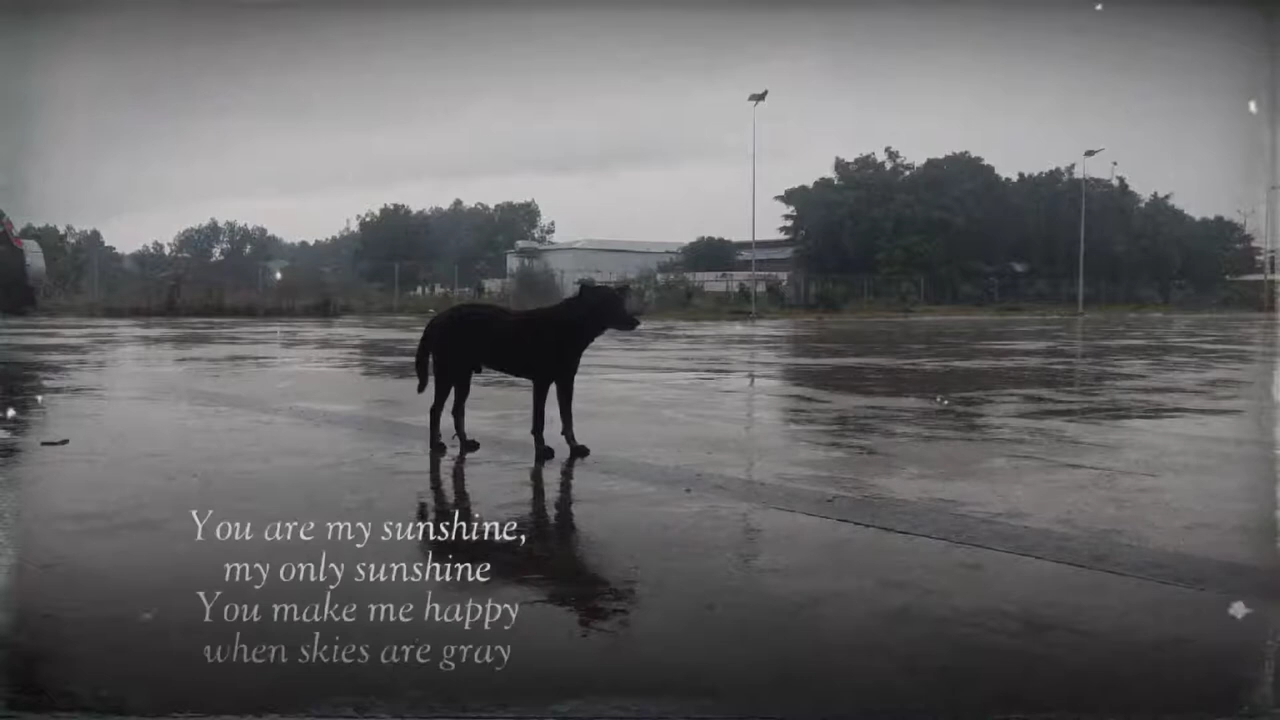 You are my sunshine,
my only sunshine
You make me happy
when skies are gray